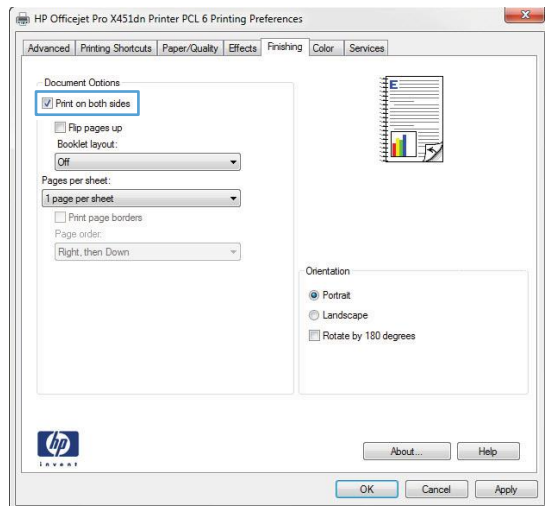 HP Officejet Pro X451dn Printer PCL 6 Printing Preferences
Advanced Printing Shortcuts Paper/Quality Effects Finishing Color Services
Document Options
Print on both sides
Flip pages up
Booklet layout:
Off
Pages per sheet:
1 page per sheet
Print page borders
Page order:
Right, then Down
E
Orientation
Portrait
Landscape
Rotate by 180 degrees
hp
invent
About... Help
OK Cancel Apply